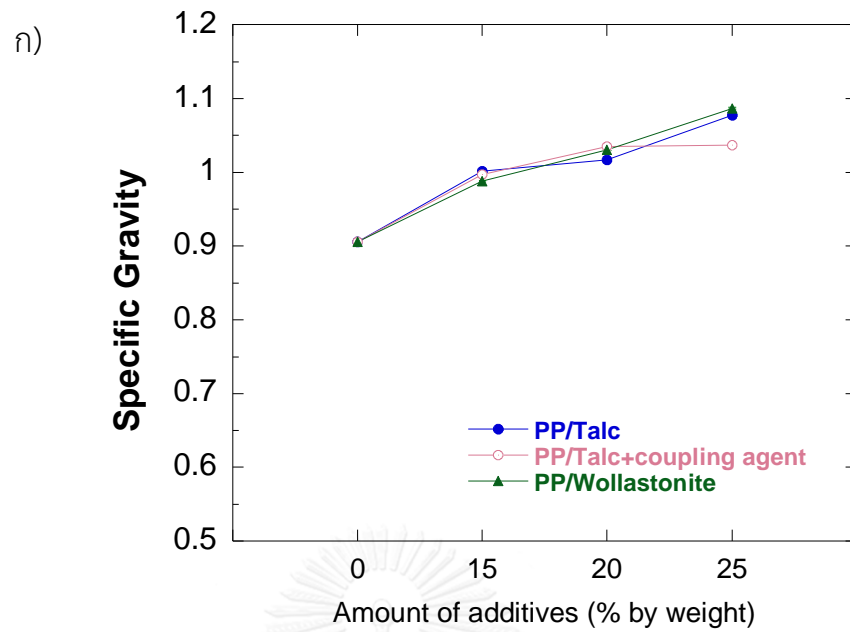 ก)
1.2
1.1
1
0.9
0.8
0.7
0.6
0.5
Specific Gravity
PP/Talc
PP/Talc+coupling agent
PP/Wollastonite
0 15 20 25
Amount of additives (% by weight)